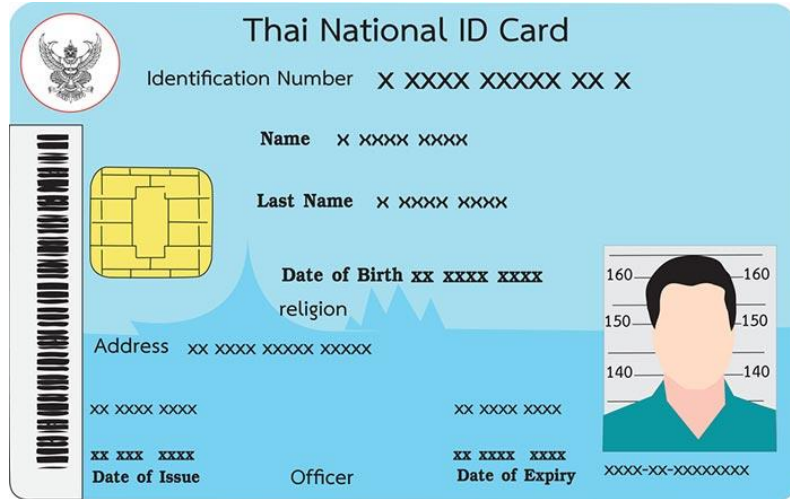 Thai National ID Card
Identification Number X XXXX XXXXX XX X
Name X XXXX XXXX
Last Name X XXXX XXXX
Date of Birth xx xxxx xxxx
religion
160 160
150 150
Address xx xxxx xxxxx xxxxx
140 140
xx xxxx xxxx xx xxxx xxxx
xx xxx xxxx xx xxxx xxxx
Date of Issue Officer Date of Expiry xxxx-xx-xxxxxxxx